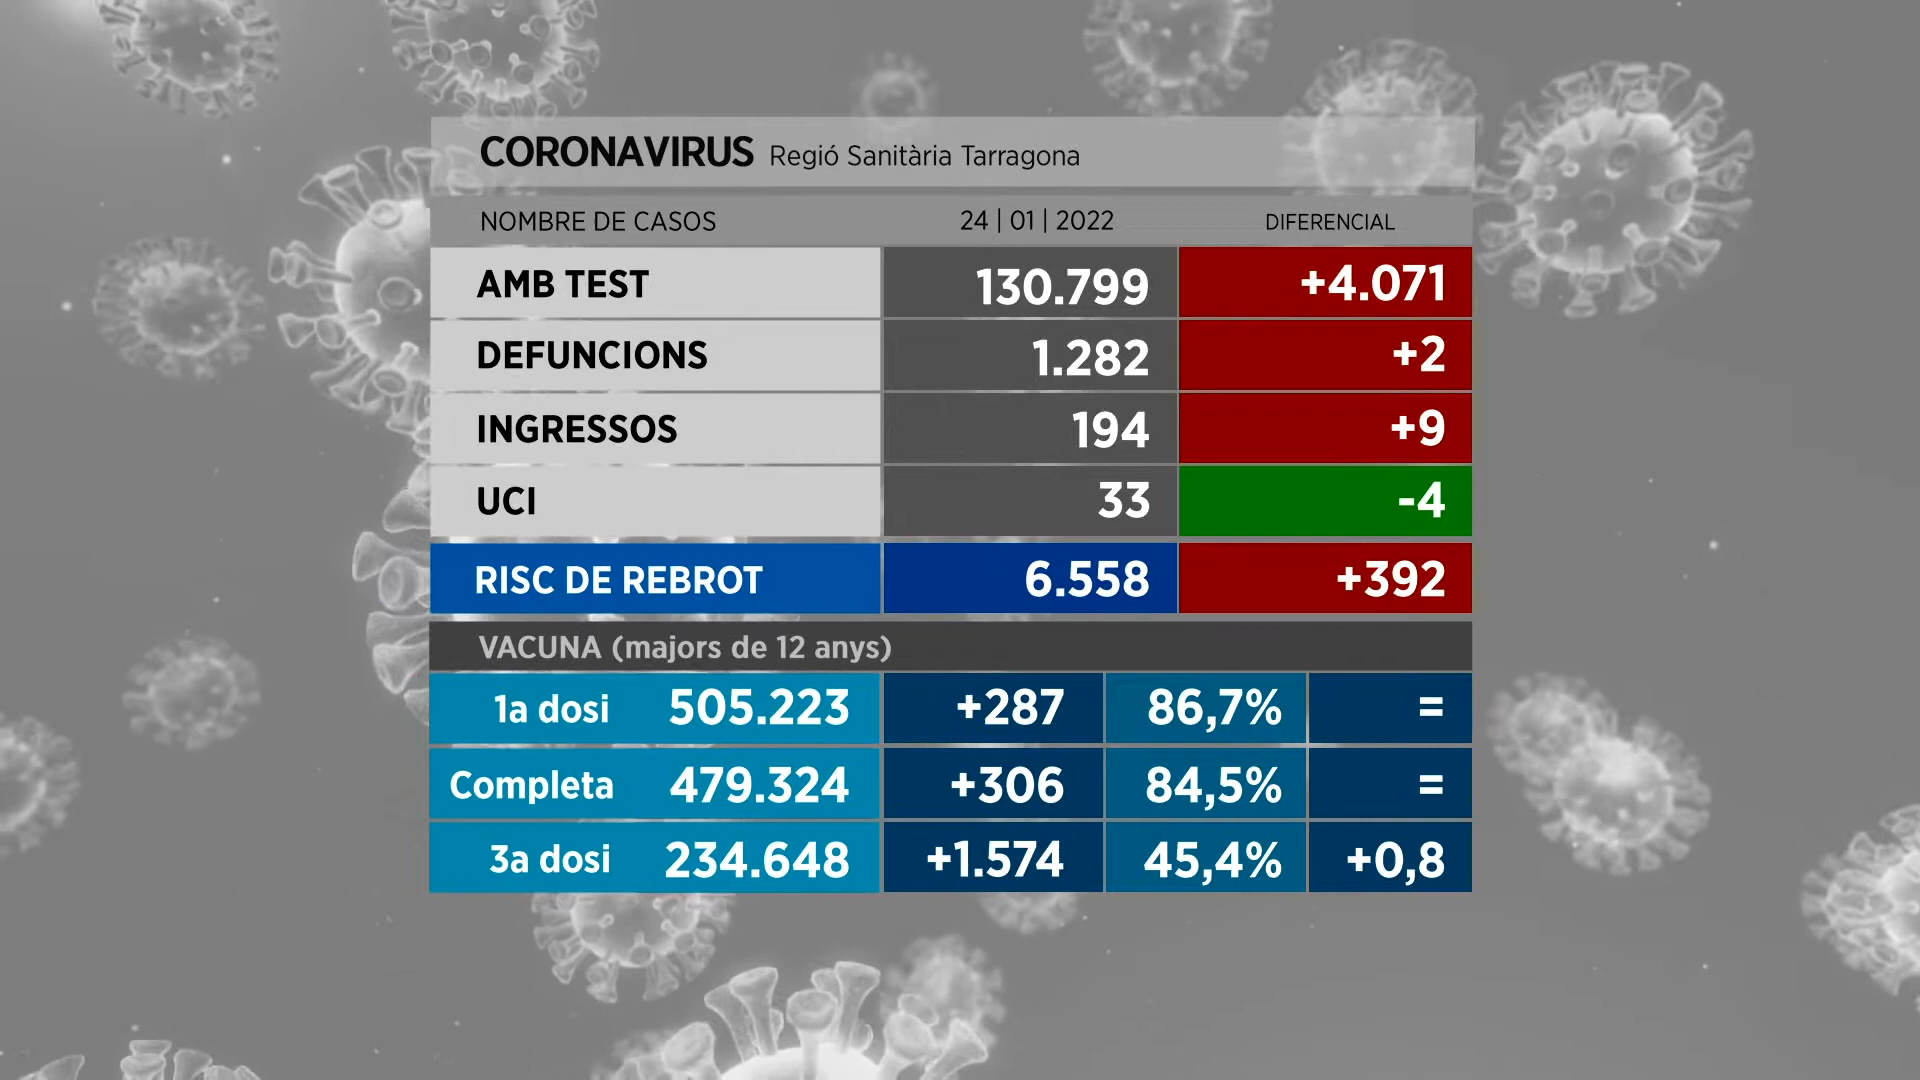 CORONAVIRUS Regió Sanitària Tarragona
NOMBRE DE CASOS 24 | 01 | 2022 DIFERENCIAL
AMB TEST 130.799 +4.071
DEFUNCIONS 1.282 +2
INGRESSOS 194 +9
UCI 33 -4
RISC DE REBROT 6.558 +392
VACUNA (majors de 12 anys)
1a dosi 505.223 +287 86,7% =
Completa 479.324 +306 84,5% =
3a dosi 234.648 +1.574 45,4% +0,8